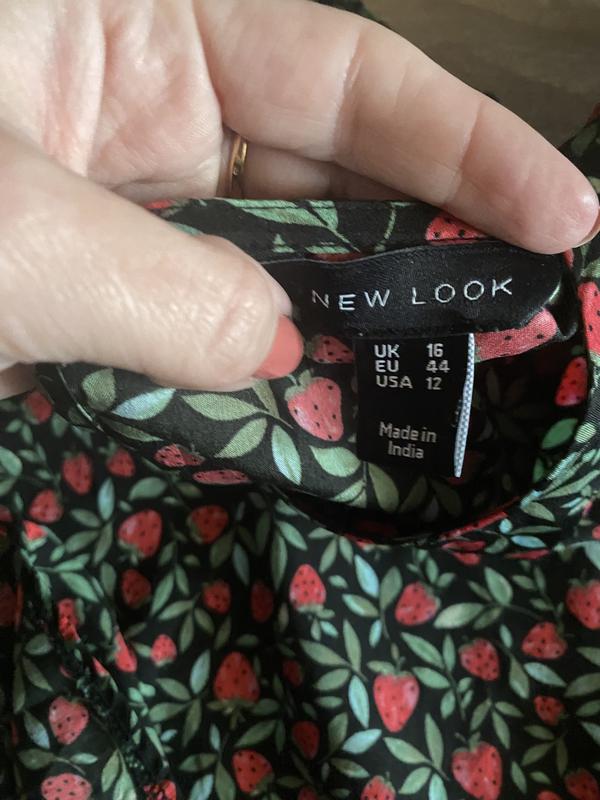 NEW LOOK
UK 16
EU 44
USA 12
Made in
India